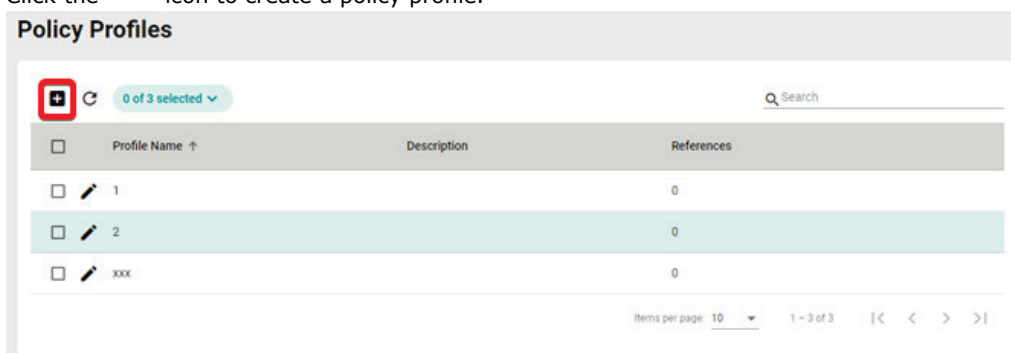 Click the icon to create a policy profile.
Policy Profiles
0 of 3 selected
Search
Profile Name ↑ Description References
1 0
2 0
xxx 0
Items per page: 10 1 – 3 of 3 |< < > >|